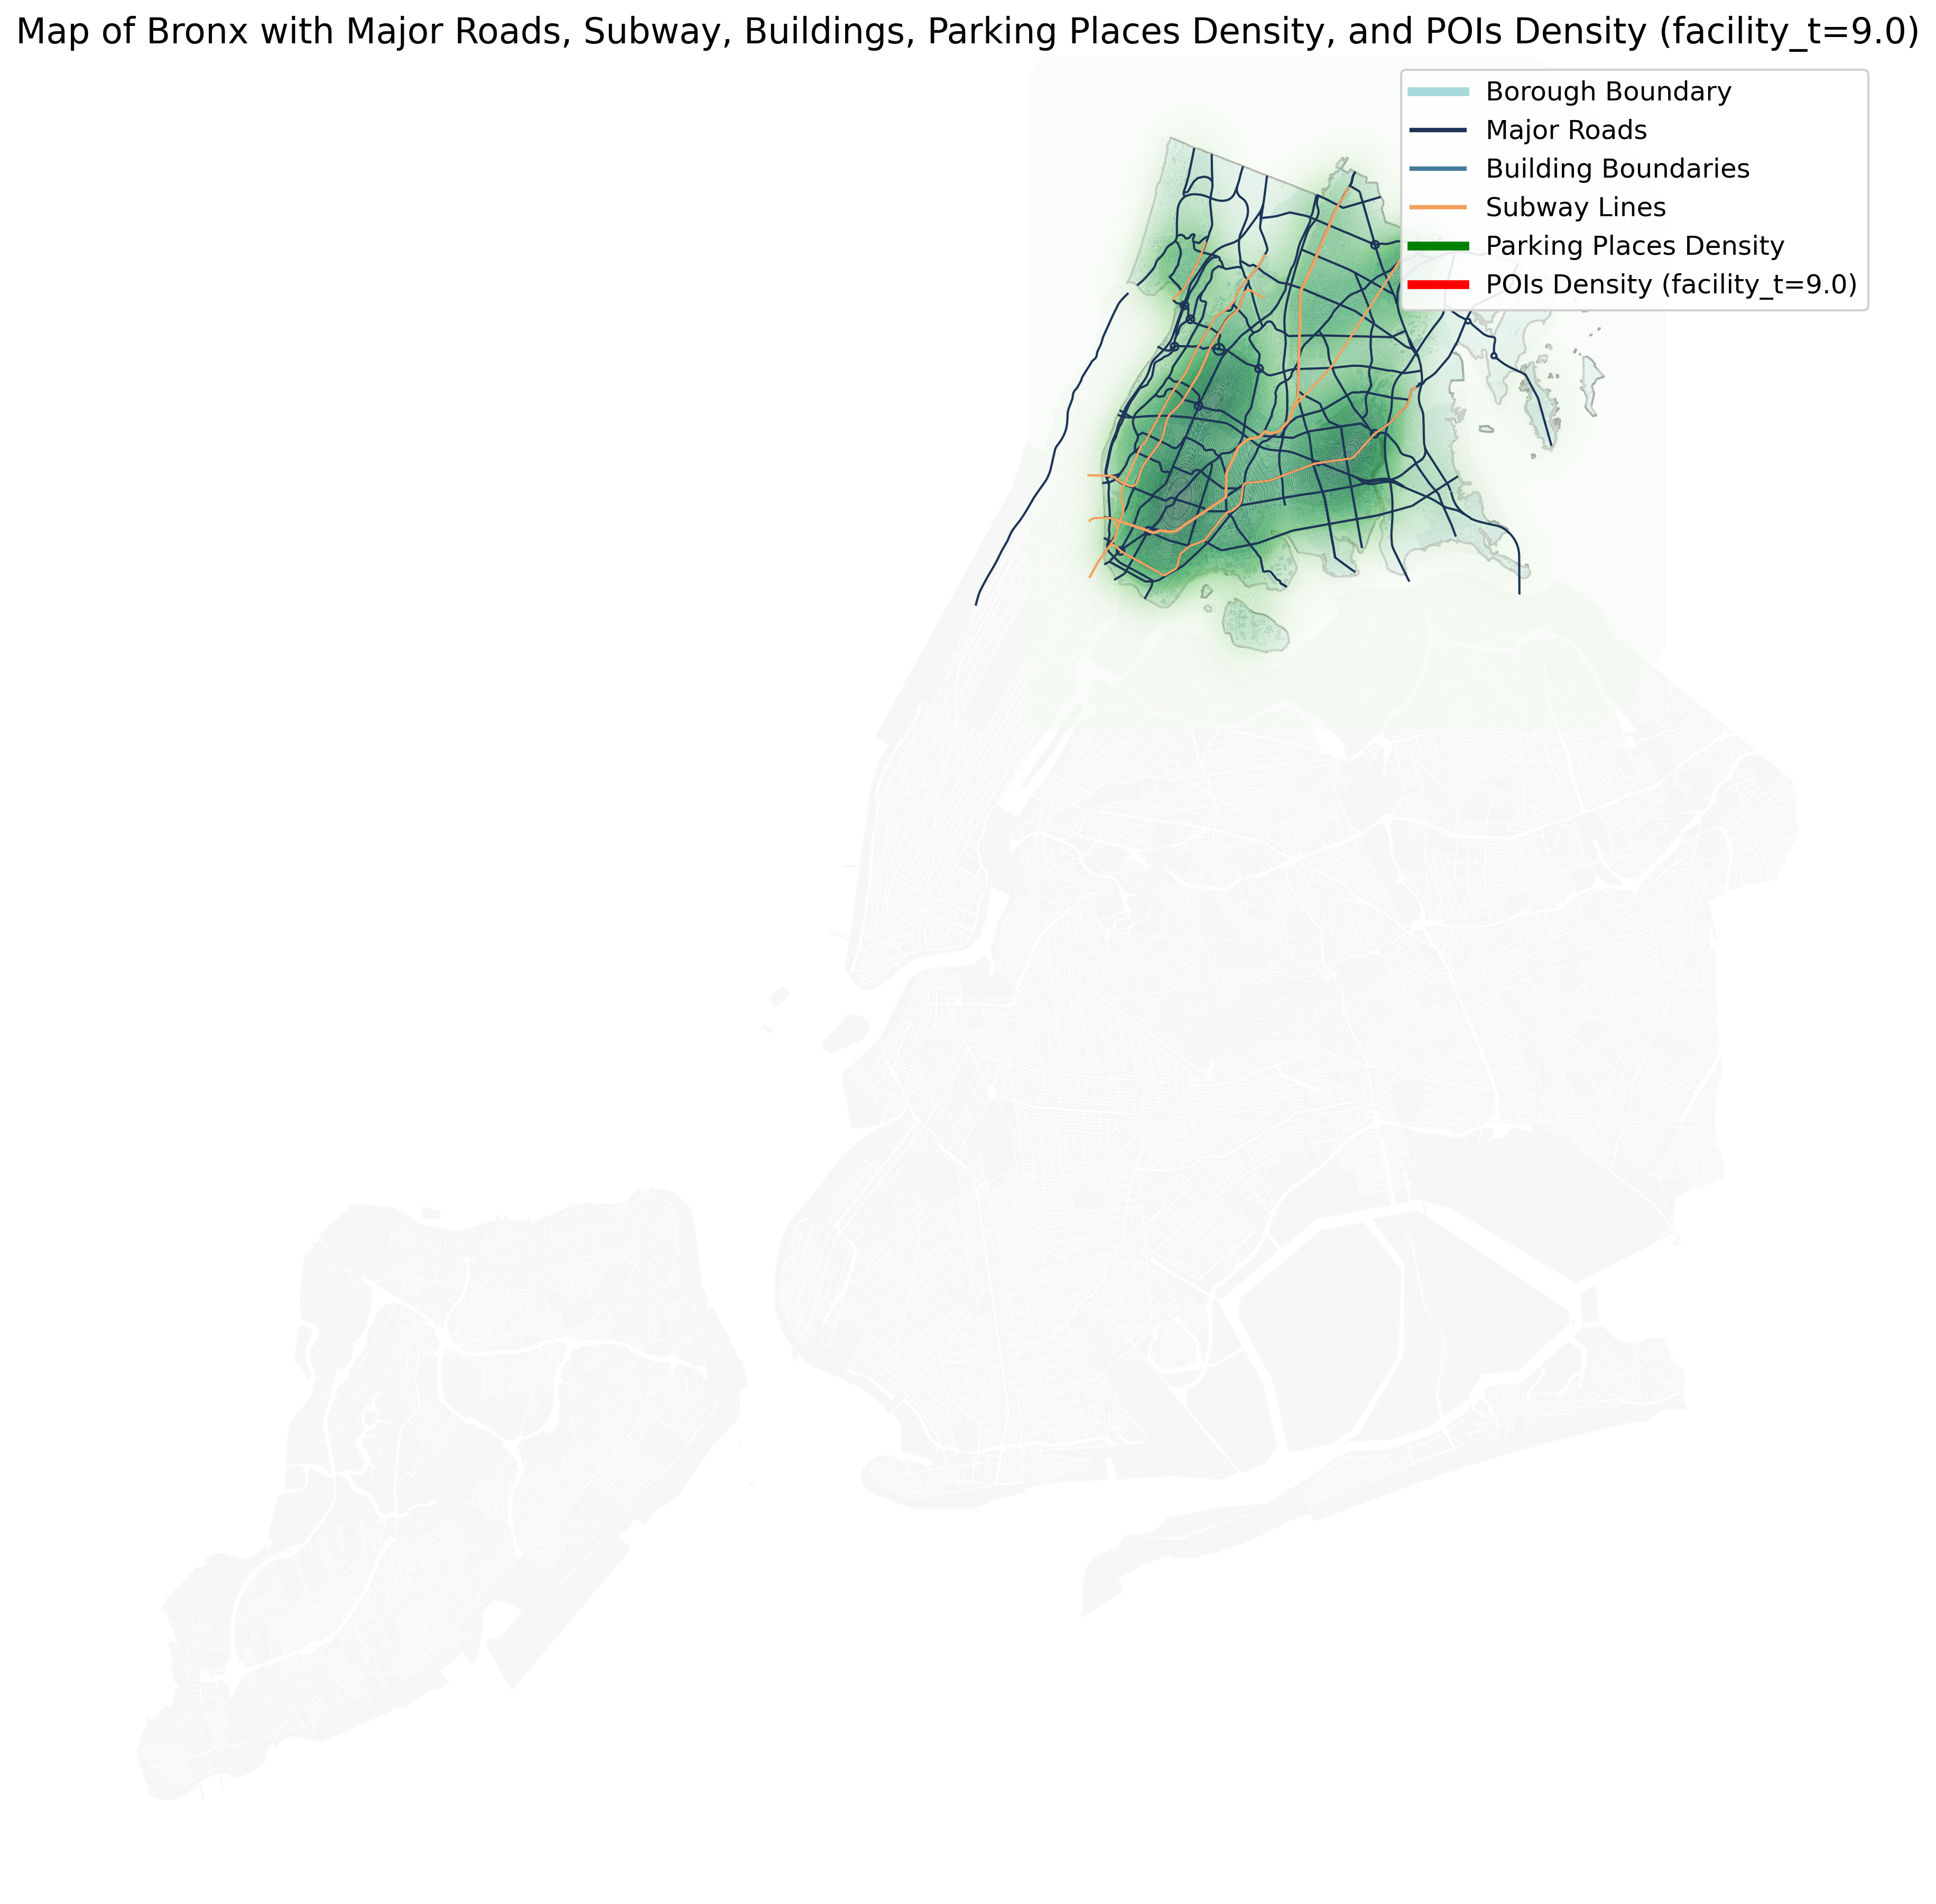 Map of Bronx with Major Roads, Subway, Buildings, Parking Places Density, and POIs Density (facility_t=9.0)
Borough Boundary
Major Roads
Building Boundaries
Subway Lines
Parking Places Density
POIs Density (facility_t=9.0)